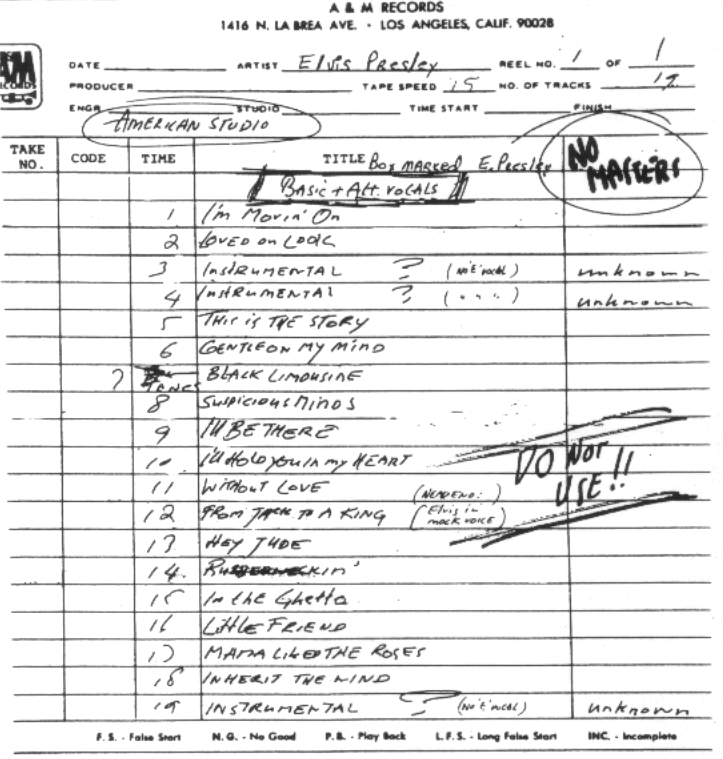 A & M RECORDS
1416 N. LA BREA AVE. - LOS ANGELES, CALIF. 90028
DATE ARTIST Elvis Presley REEL NO. 1 OF 1
PRODUCER TAPE SPEED 15 NO. OF TRACKS
ENGR STUDIO TIME START FINISH
AMERICAN STUDIO
TAKE NO. CODE TIME TITLE Box MARKED E. Presley NO MASTERS
BASIC + Alt. VOCALS
1 I'm Movin' On
2 LOVED on LOOK
3 INSTRUMENTAL ? (NO 'E' vocal) unknown
4 INSTRUMENTAL ? (" " ") unknown
5 THIS is THE STORY
6 GENTLE ON MY MIND
? BLACK LIMOUSINE
8 SUSPICIOUS MINDS
9 I'll BE THERE
10 I'll HOLD YOU IN my HEART
DO NOT USE!!
11 WITHOUT LOVE
12 FROM JACK TO A KING (NEAR END: Elvis in mock voice)
13 HEY JUDE
14. RUBBERNECKIN'
15 In the Ghetto
16 Little FRIEND
17 MAMA LIKED THE ROSES
18 INHERIT THE WIND
19 INSTRUMENTAL ? (No 'E' vocal) unknown
F. S. - False Start N. G. - No Good P. B. - Play Back L. F. S. - Long False Start INC. - Incomplete